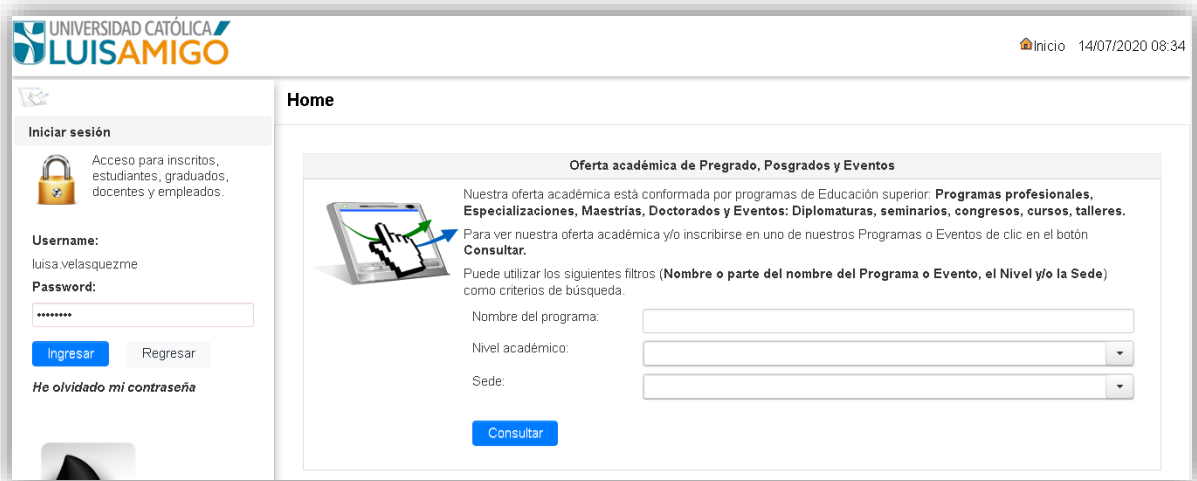 UNIVERSIDAD CATÓLICA
LUISAMIGO
Inicio 14/07/2020 08:34
Iniciar sesión
Acceso para inscritos,
estudiantes, graduados,
docentes y empleados.
Username:
luisa.velasquezme
Password:
••••••••
Ingresar Regresar
He olvidado mi contraseña
Home
Oferta académica de Pregrado, Posgrados y Eventos
Nuestra oferta académica está conformada por programas de Educación superior: Programas profesionales,
Especializaciones, Maestrías, Doctorados y Eventos: Diplomaturas, seminarios, congresos, cursos, talleres.
Para ver nuestra oferta académica y/o inscribirse en uno de nuestros Programas o Eventos de clic en el botón
Consultar.
Puede utilizar los siguientes filtros (Nombre o parte del nombre del Programa o Evento, el Nivel y/o la Sede)
como criterios de búsqueda.
Nombre del programa:
Nivel académico:
Sede:
Consultar